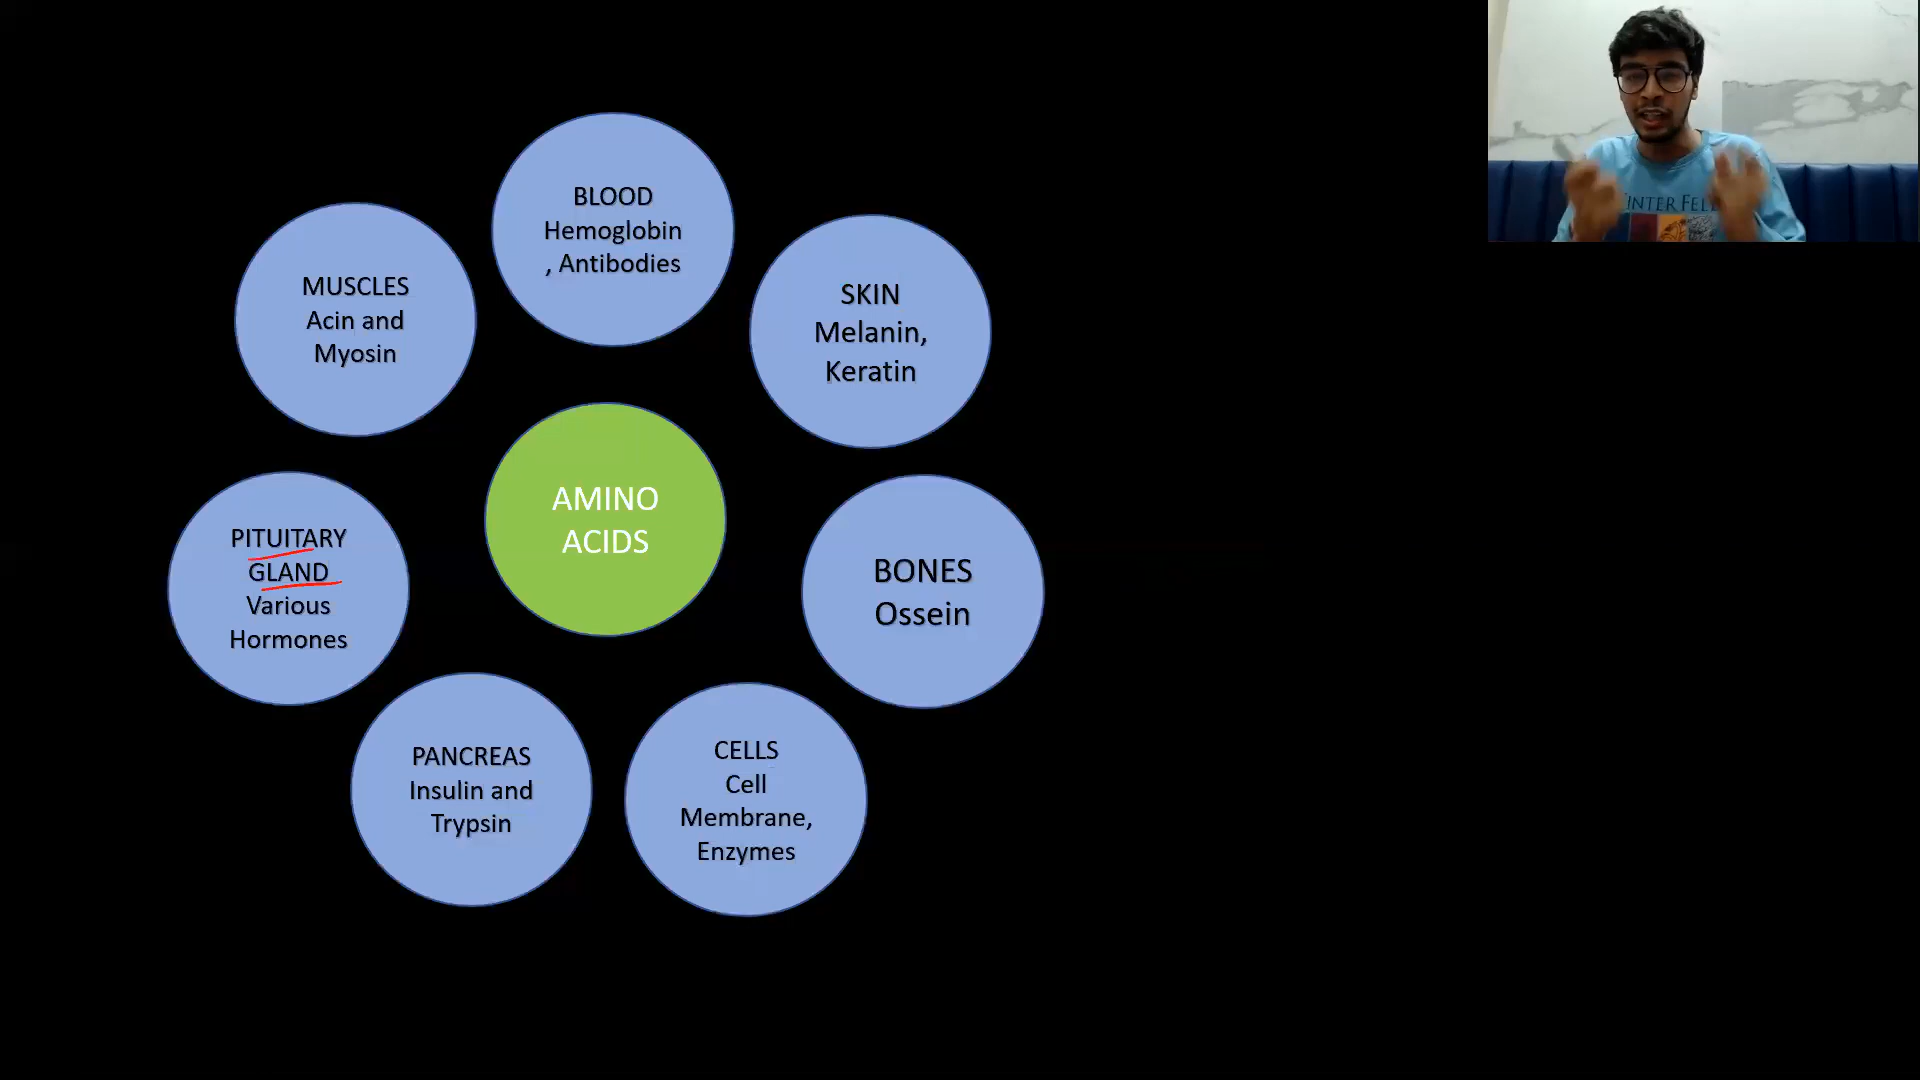 BLOOD
Hemoglobin
, Antibodies
MUSCLES
Acin and
Myosin
SKIN
Melanin,
Keratin
AMINO
ACIDS
PITUITARY
GLAND
Various
Hormones
BONES
Ossein
PANCREAS
Insulin and
Trypsin
CELLS
Cell
Membrane,
Enzymes